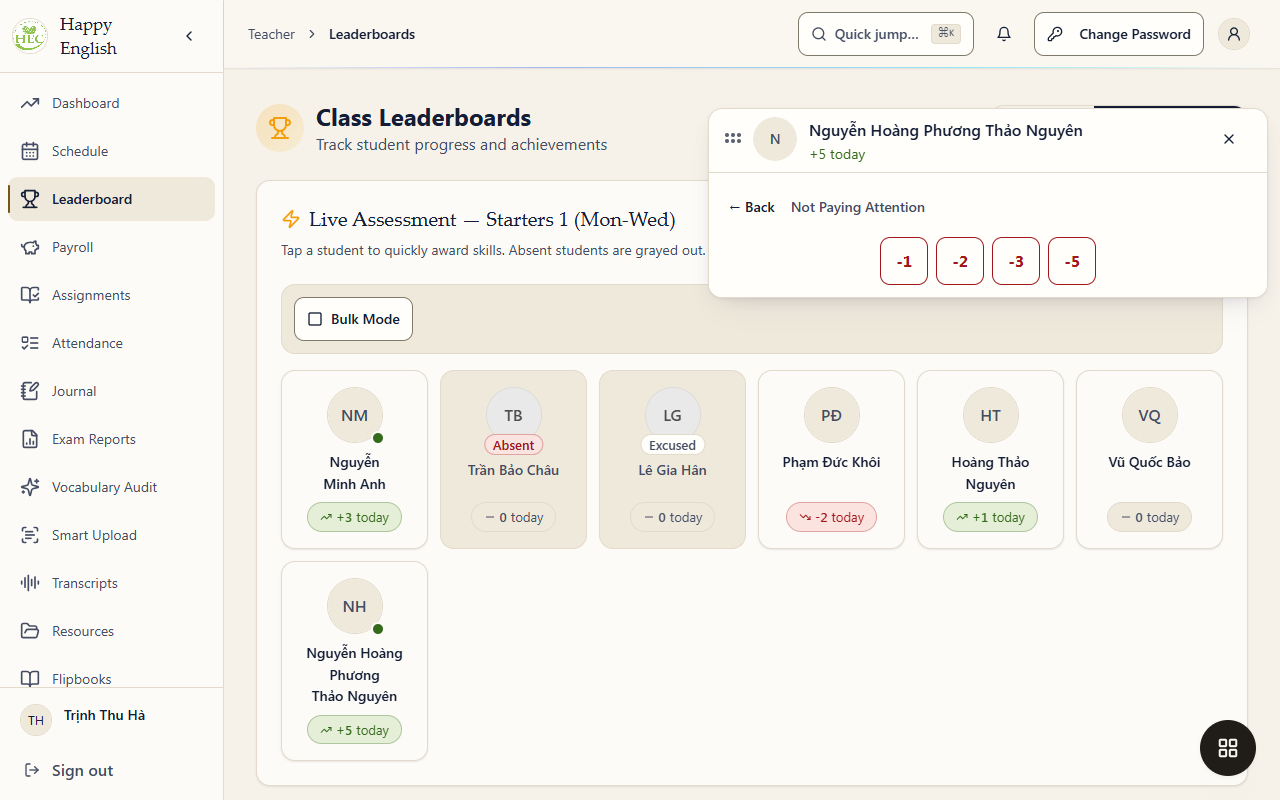 HEC
Happy
English
Dashboard
Schedule
Leaderboard
Payroll
Assignments
Attendance
Journal
Exam Reports
Vocabulary Audit
Smart Upload
Transcripts
Resources
Flipbooks
TH
Trịnh Thu Hà
Sign out
Teacher
Leaderboards
Quick jump...
⌘K
Change Password
Class Leaderboards
Track student progress and achievements
Live Assessment — Starters 1 (Mon-Wed)
Tap a student to quickly award skills. Absent students are grayed out.
N
Nguyễn Hoàng Phương Thảo Nguyên
+5 today
← Back
Not Paying Attention
-1
-2
-3
-5
Bulk Mode
NM
Nguyễn
Minh Anh
+3 today
TB
Absent
Trần Bảo Châu
0 today
LG
Excused
Lê Gia Hân
0 today
PĐ
Phạm Đức Khôi
-2 today
HT
Hoàng Thảo
Nguyên
+1 today
VQ
Vũ Quốc Bảo
0 today
NH
Nguyễn Hoàng
Phương
Thảo Nguyên
+5 today